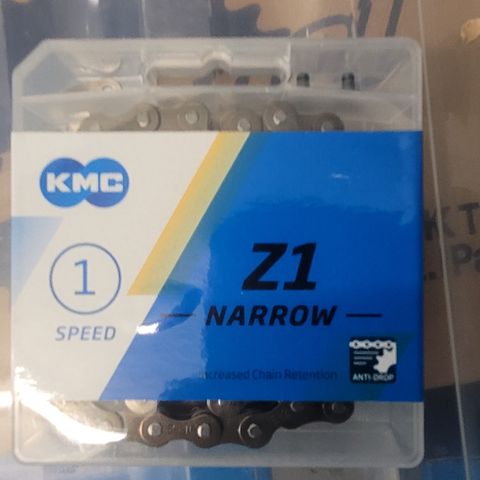 KMC
1
SPEED
Z1
NARROW
Increased Chain Retention
ANTI-DROP